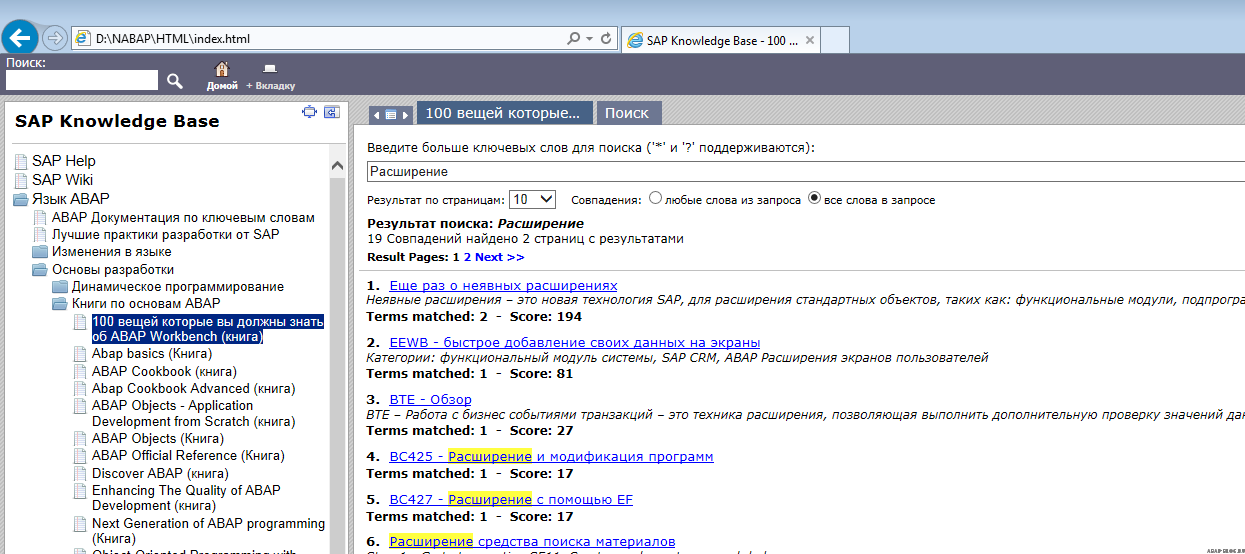 D:\NABAP\HTML\index.html
SAP Knowledge Base - 100 ...
Поиск:
Домой
+ Вкладку
SAP Knowledge Base
SAP Help
SAP Wiki
Язык ABAP
ABAP Документация по ключевым словам
Лучшие практики разработки от SAP
Изменения в языке
Основы разработки
Динамическое программирование
Книги по основам ABAP
100 вещей которые вы должны знать
об ABAP Workbench (книга)
Abap basics (Книга)
ABAP Cookbook (книга)
Abap Cookbook Advanced (книга)
ABAP Objects - Application
Development from Scratch (книга)
ABAP Objects (Книга)
ABAP Official Reference (Книга)
Discover ABAP (книга)
Enhancing The Quality of ABAP
Development (книга)
Next Generation of ABAP programming
(Книга)
Object Oriented Programming with
100 вещей которые...
Поиск
Введите больше ключевых слов для поиска ('*' и '?' поддерживаются):
Расширение
Результат по страницам: 10 Совпадения: любые слова из запроса все слова в запросе
Результат поиска: Расширение
19 Совпадений найдено 2 страниц с результатами
Result Pages: 1 2 Next >>
1. Еще раз о неявных расширениях
Неявные расширения – это новая технология SAP, для расширения стандартных объектов, таких как: функциональные модули, подпрогра
Terms matched: 2 - Score: 194
2. EEWB - быстрое добавление своих данных на экраны
Категории: функциональный модуль системы, SAP CRM, ABAP Расширения экранов пользователей
Terms matched: 1 - Score: 81
3. BTE - Обзор
BTE – Работа с бизнес событиями транзакций – это техника расширения, позволяющая выполнить дополнительную проверку значений дан
Terms matched: 1 - Score: 27
4. BC425 - Расширение и модификация программ
Terms matched: 1 - Score: 17
5. BC427 - Расширение с помощью EF
Terms matched: 1 - Score: 17
6. Расширение средства поиска материалов